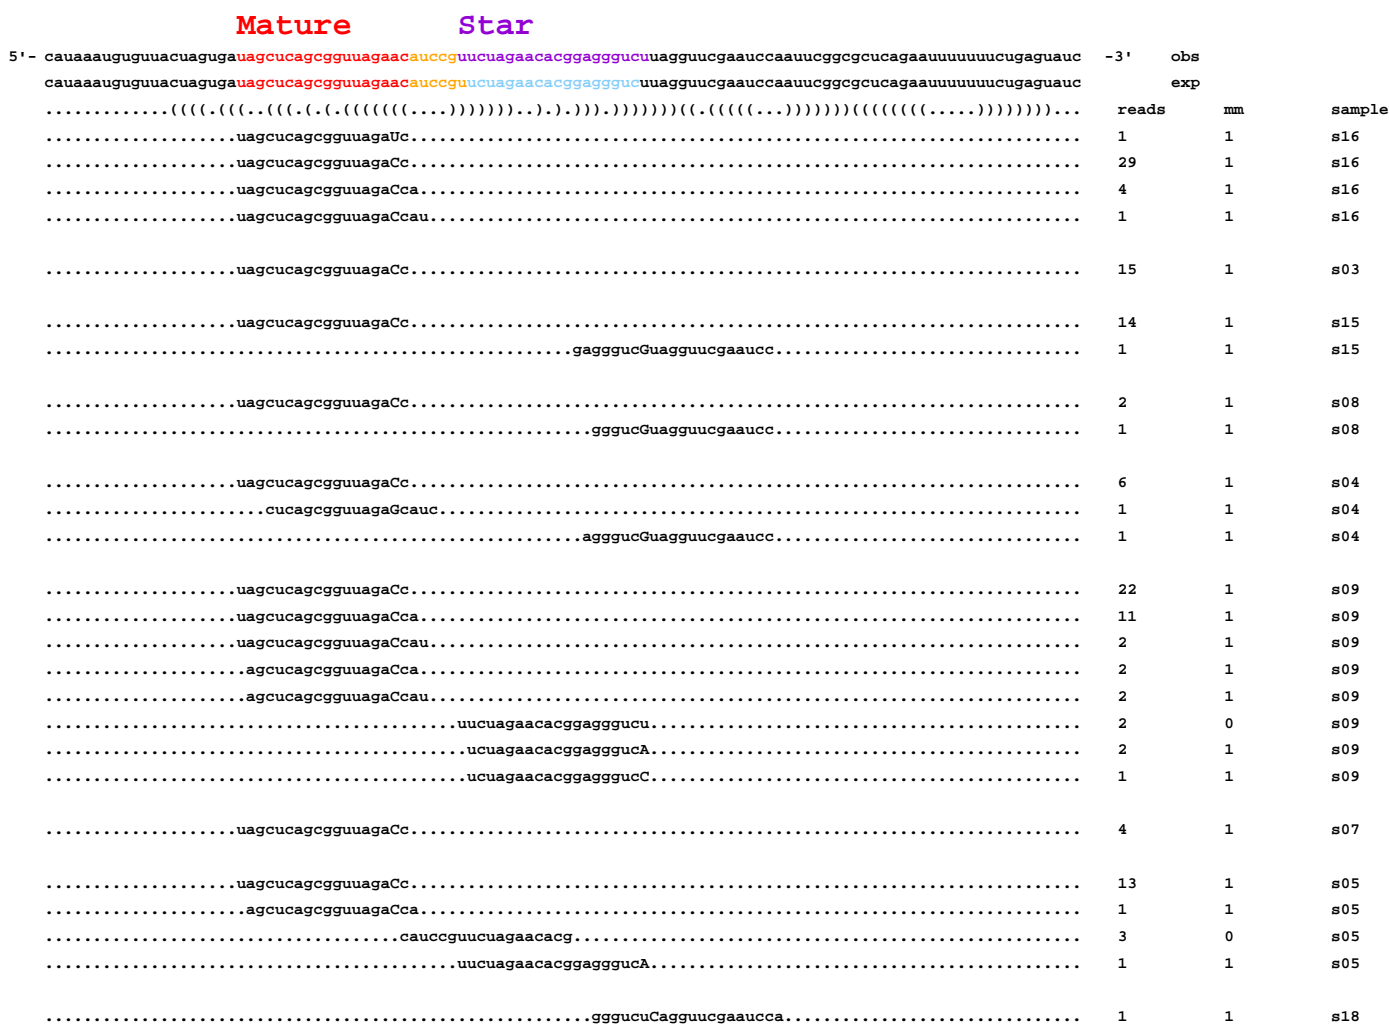 Mature Star
5'- cauaaauguguuacuagugauagcucagcgguuagaacauccguucuagaacacggagggucuuagguucgaauccaauucggcgcucagaauuuuuuucugaguauc -3' obs
cauaaauguguuacuagugauagcucagcgguuagaacauccguucuagaacacggagggucuuagguucgaauccaauucggcgcucagaauuuuuuucugaguauc exp
.............((((.(((..(((.(.(.(((((((....)))))))..).).))).)))))))((.(((((...)))))))((((((((.....))))))))... reads mm sample
....................uagcucagcgguuagaUc...................................................................... 1 1 s16
....................uagcucagcgguuagaCc...................................................................... 29 1 s16
....................uagcucagcgguuagaCca..................................................................... 4 1 s16
....................uagcucagcgguuagaCcau.................................................................... 1 1 s16
....................uagcucagcgguuagaCc...................................................................... 15 1 s03
....................uagcucagcgguuagaCc...................................................................... 14 1 s15
.......................................................gagggucGuagguucgaaucc................................ 1 1 s15
....................uagcucagcgguuagaCc...................................................................... 2 1 s08
.........................................................gggucGuagguucgaaucc................................ 1 1 s08
....................uagcucagcgguuagaCc...................................................................... 6 1 s04
.......................cucagcgguuagaGcauc................................................................... 1 1 s04
........................................................agggucGuagguucgaaucc................................ 1 1 s04
....................uagcucagcgguuagaCc...................................................................... 22 1 s09
....................uagcucagcgguuagaCca..................................................................... 11 1 s09
....................uagcucagcgguuagaCcau.................................................................... 2 1 s09
.....................agcucagcgguuagaCca..................................................................... 2 1 s09
.....................agcucagcgguuagaCcau.................................................................... 2 1 s09
...........................................uucuagaacacggagggucu............................................. 2 0 s09
............................................ucuagaacacggagggucA............................................. 2 1 s09
............................................ucuagaacacggagggucC............................................. 1 1 s09
....................uagcucagcgguuagaCc...................................................................... 4 1 s07
....................uagcucagcgguuagaCc...................................................................... 13 1 s05
.....................agcucagcgguuagaCca..................................................................... 1 1 s05
.....................................cauccguucuagaacacg..................................................... 3 0 s05
...........................................uucuagaacacggagggucA............................................. 1 1 s05
.........................................................gggucuCagguucgaaucca............................... 1 1 s18